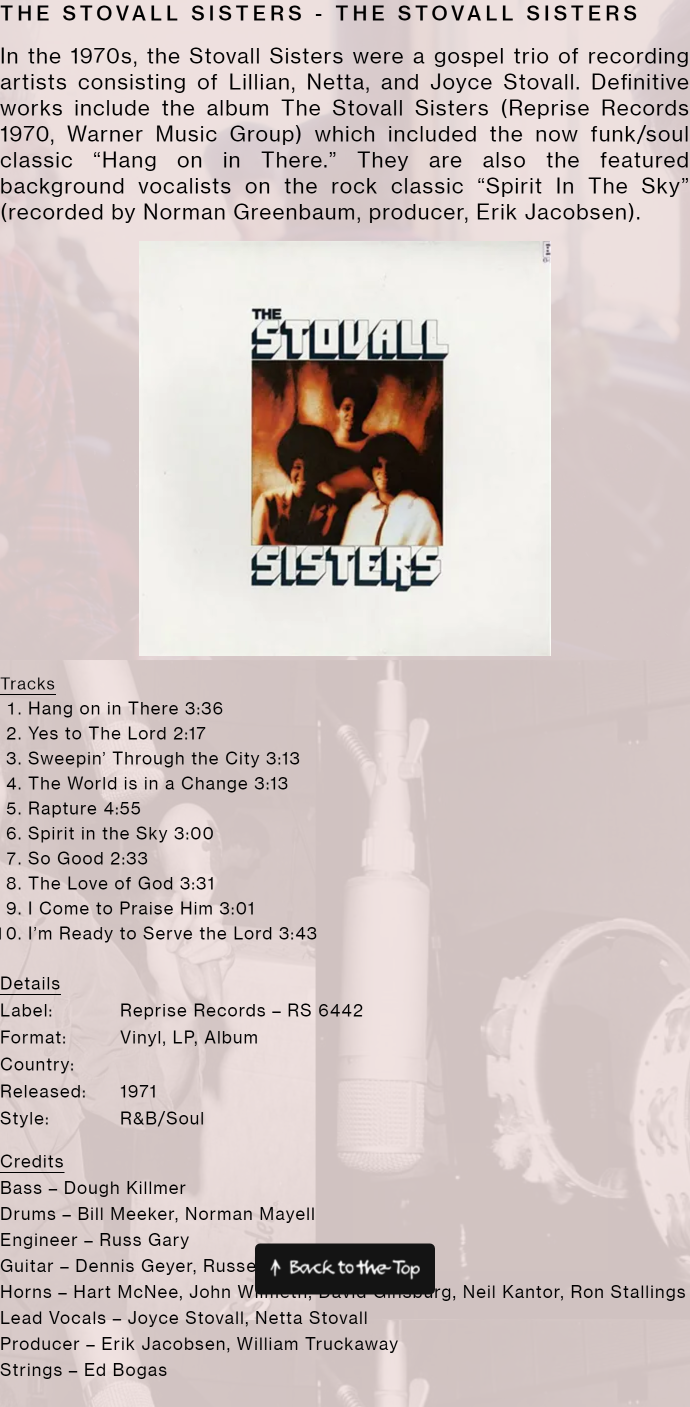 THE STOVALL SISTERS - THE STOVALL SISTERS
In the 1970s, the Stovall Sisters were a gospel trio of recording
artists consisting of Lillian, Netta, and Joyce Stovall. Definitive
works include the album The Stovall Sisters (Reprise Records
1970, Warner Music Group) which included the now funk/soul
classic “Hang on in There.” They are also the featured
background vocalists on the rock classic “Spirit In The Sky”
(recorded by Norman Greenbaum, producer, Erik Jacobsen).
THE
STOVALL
SISTERS
Tracks
1. Hang on in There 3:36
2. Yes to The Lord 2:17
3. Sweepin’ Through the City 3:13
4. The World is in a Change 3:13
5. Rapture 4:55
6. Spirit in the Sky 3:00
7. So Good 2:33
8. The Love of God 3:31
9. I Come to Praise Him 3:01
10. I’m Ready to Serve the Lord 3:43
Details
Label: Reprise Records – RS 6442
Format: Vinyl, LP, Album
Country:
Released: 1971
Style: R&B/Soul
Credits
Bass – Dough Killmer
Drums – Bill Meeker, Norman Mayell
Engineer – Russ Gary
Guitar – Dennis Geyer,
↑ Back to the Top
Horns – Hart McNee, John David Ginsburg, Neil Kantor, Ron Stallings
Lead Vocals – Joyce Stovall, Netta Stovall
Producer – Erik Jacobsen, William Truckaway
Strings – Ed Bogas